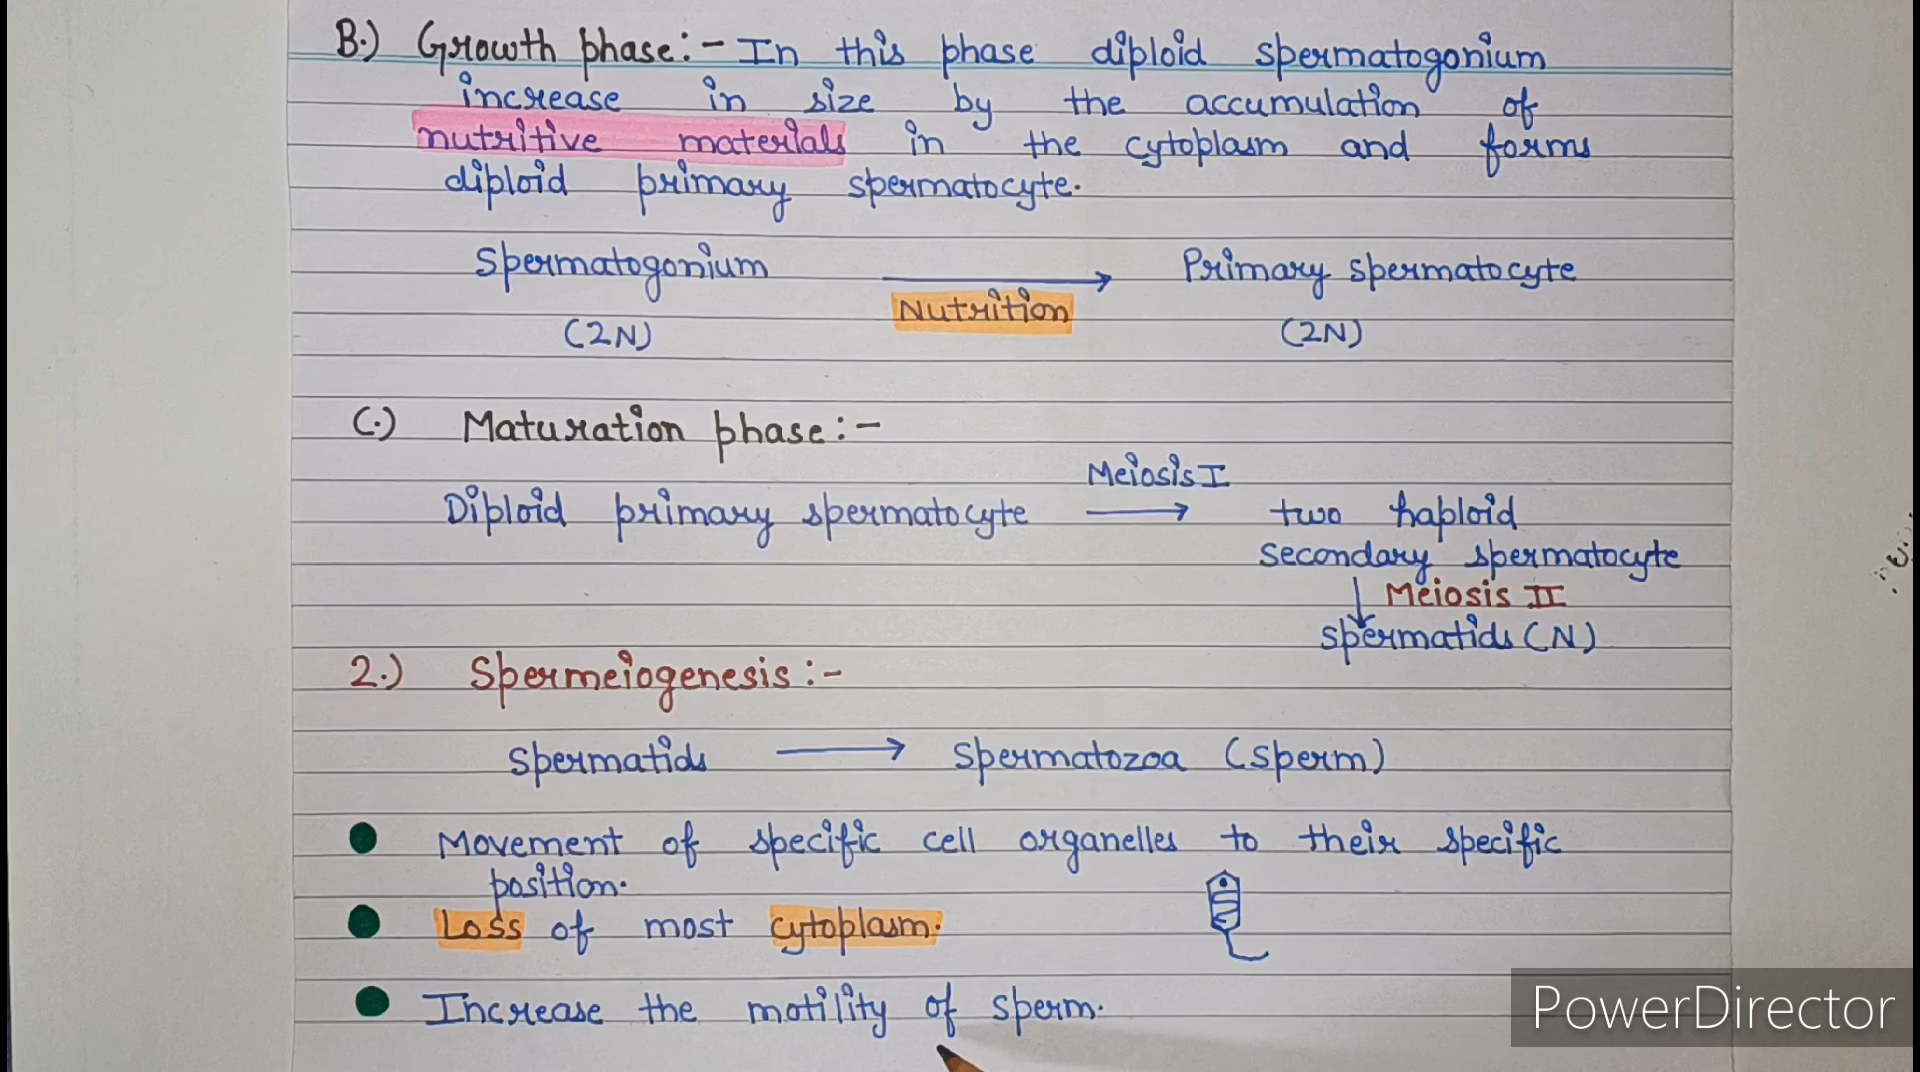 B.) Growth phase:- In this phase diploid spermatogonium
increase in size by the accumulation of
nutritive materials in the cytoplasm and forms
diploid primary spermatocyte.
Spermatogonium → Primary spermatocyte
Nutrition
(2N) (2N)
C.) Maturation phase:-
Meiosis I
Diploid primary spermatocyte → two haploid
secondary spermatocyte
↓ Meiosis II
spermatids (N)
2.) Spermeiogenesis:-
Spermatids → Spermatozoa (Sperm)
Movement of specific cell organelles to their specific
position.
Loss of most cytoplasm.
Increase the motility of sperm.
PowerDirector